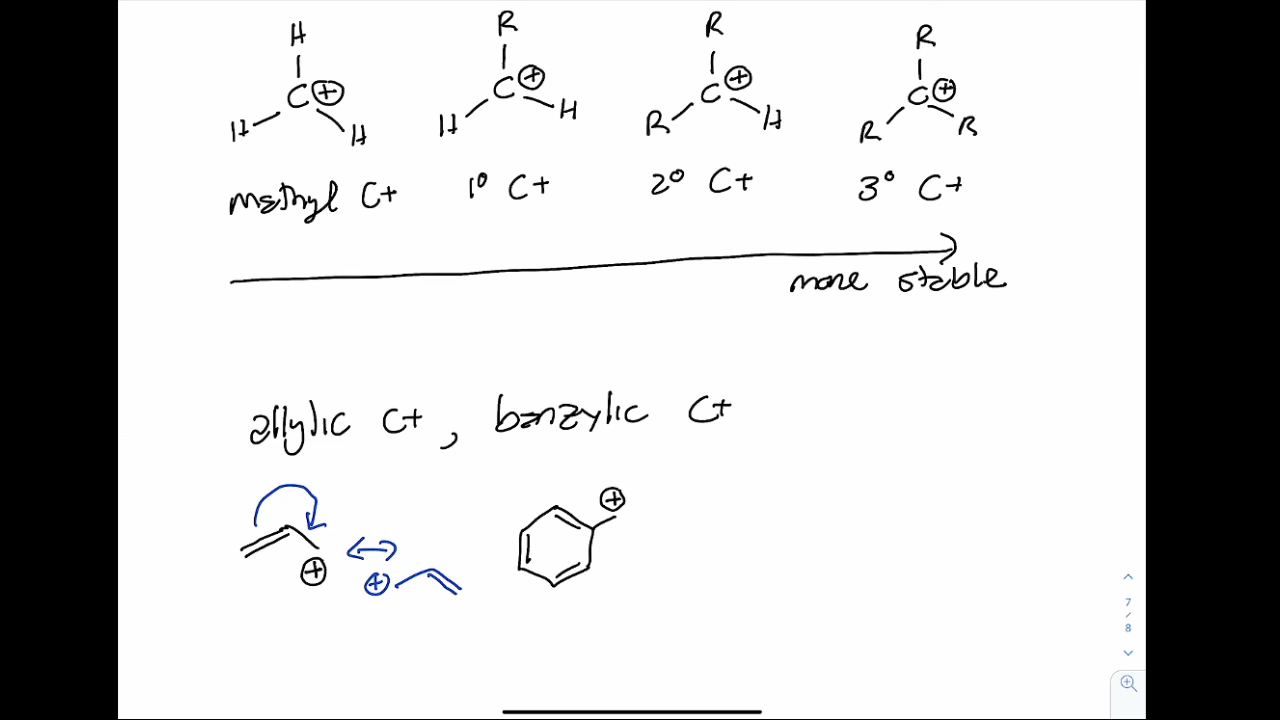 H R R R
C⊕ C⊕ C⊕ C⊕
H H H H R H R R
methyl C+ 1° C+ 2° C+ 3° C+
more stable
allylic C+, benzylic C+
⊕
⊕ ⊕
7
/
8